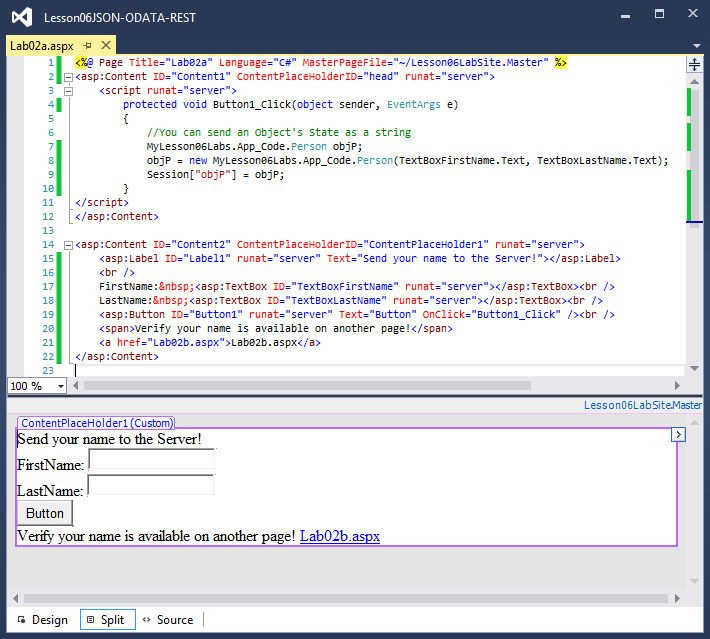 Lesson06JSON-ODATA-REST
Lab02a.aspx
1 <%@ Page Title="Lab02a" Language="C#" MasterPageFile="~/Lesson06LabSite.Master" %>
2 <asp:Content ID="Content1" ContentPlaceHolderID="head" runat="server">
3 <script runat="server">
4 protected void Button1_Click(object sender, EventArgs e)
5 {
6 //You can send an Object's State as a string
7 MyLesson06Labs.App_Code.Person objP;
8 objP = new MyLesson06Labs.App_Code.Person(TextBoxFirstName.Text, TextBoxLastName.Text);
9 Session["objP"] = objP;
10 }
11 </script>
12 </asp:Content>
13
14 <asp:Content ID="Content2" ContentPlaceHolderID="ContentPlaceHolder1" runat="server">
15 <asp:Label ID="Label1" runat="server" Text="Send your name to the Server!"></asp:Label>
16 <br />
17 FirstName:&nbsp;<asp:TextBox ID="TextBoxFirstName" runat="server"></asp:TextBox><br />
18 LastName:&nbsp;<asp:TextBox ID="TextBoxLastName" runat="server"></asp:TextBox><br />
19 <asp:Button ID="Button1" runat="server" Text="Button" OnClick="Button1_Click" /><br />
20 <span>Verify your name is available on another page!</span>
21 <a href="Lab02b.aspx">Lab02b.aspx</a>
22 </asp:Content>
23
100 %
Lesson06LabSite.Master
ContentPlaceHolder1 (Custom)
Send your name to the Server!
FirstName:
LastName:
Button
Verify your name is available on another page! Lab02b.aspx
Design Split Source